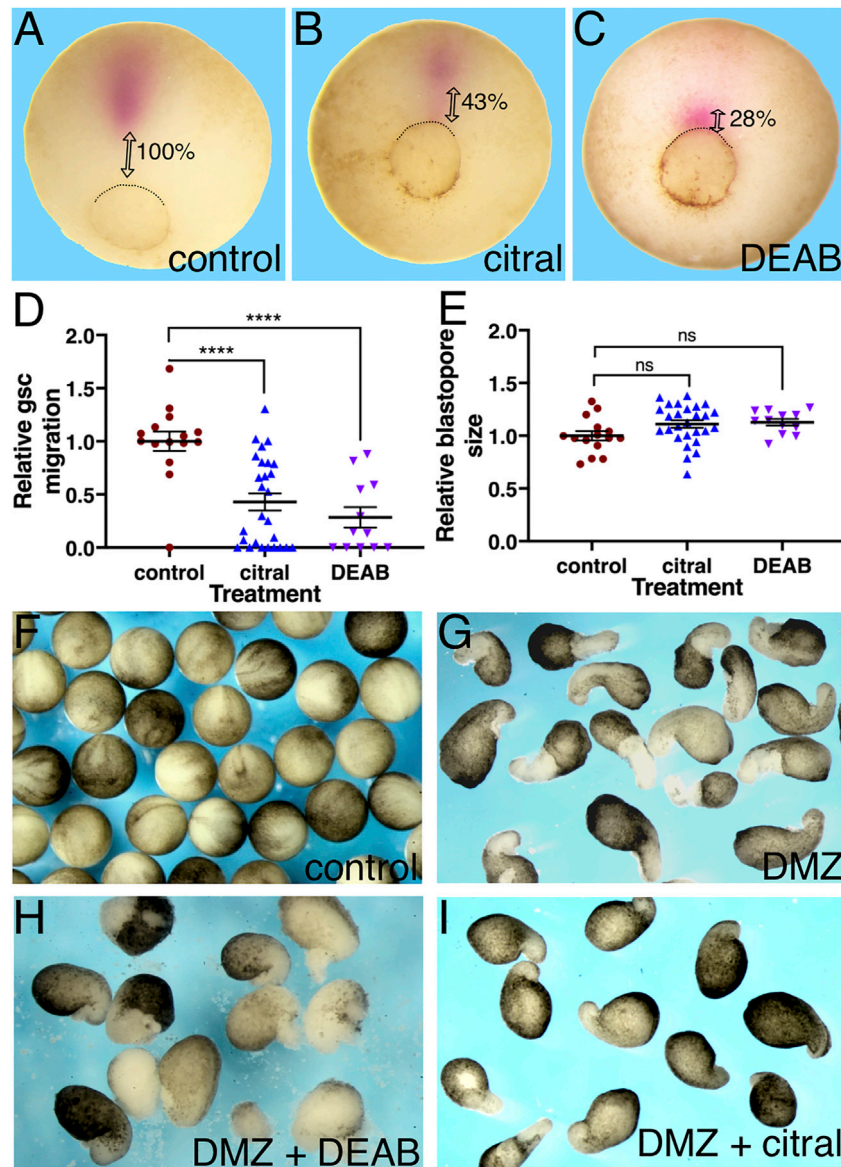 A
B
C
100%
43%
28%
control
citral
DEAB
D
E
Relative gsc
migration
2.0
1.5
1.0
0.5
0.0
****
****
control
citral
DEAB
Treatment
Relative blastopore
size
2.0
1.5
1.0
0.5
0.0
ns
ns
control
citral
DEAB
Treatment
F
G
control
DMZ
H
I
DMZ + DEAB
DMZ + citral